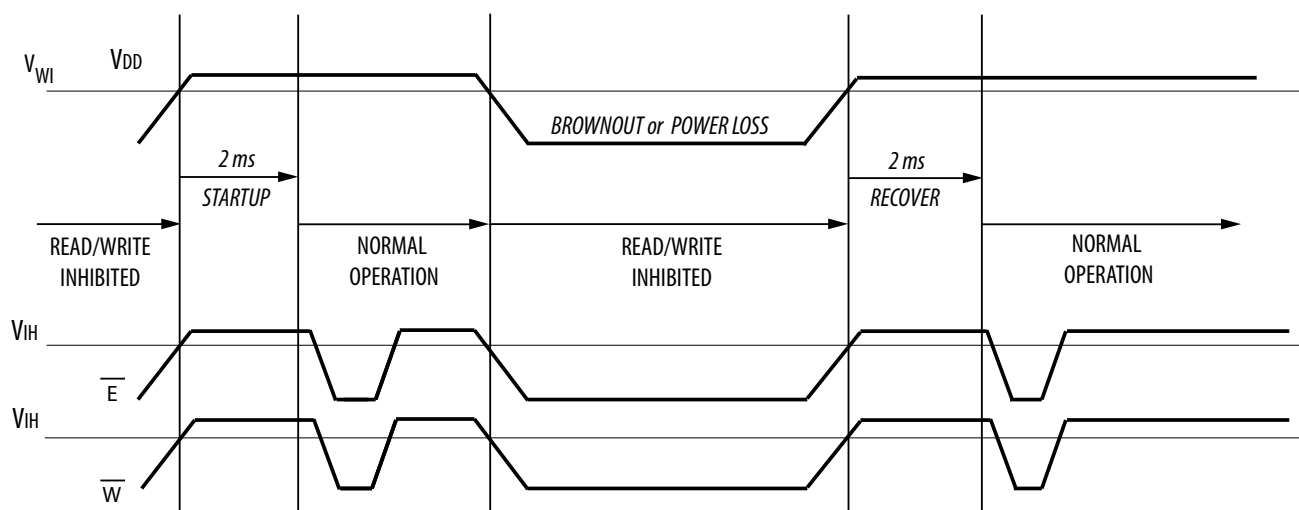 VWI VDD
BROWNOUT or POWER LOSS
2 ms
STARTUP
2 ms
RECOVER
READ/WRITE
INHIBITED
NORMAL
OPERATION
READ/WRITE
INHIBITED
NORMAL
OPERATION
VIH
E
VIH
W